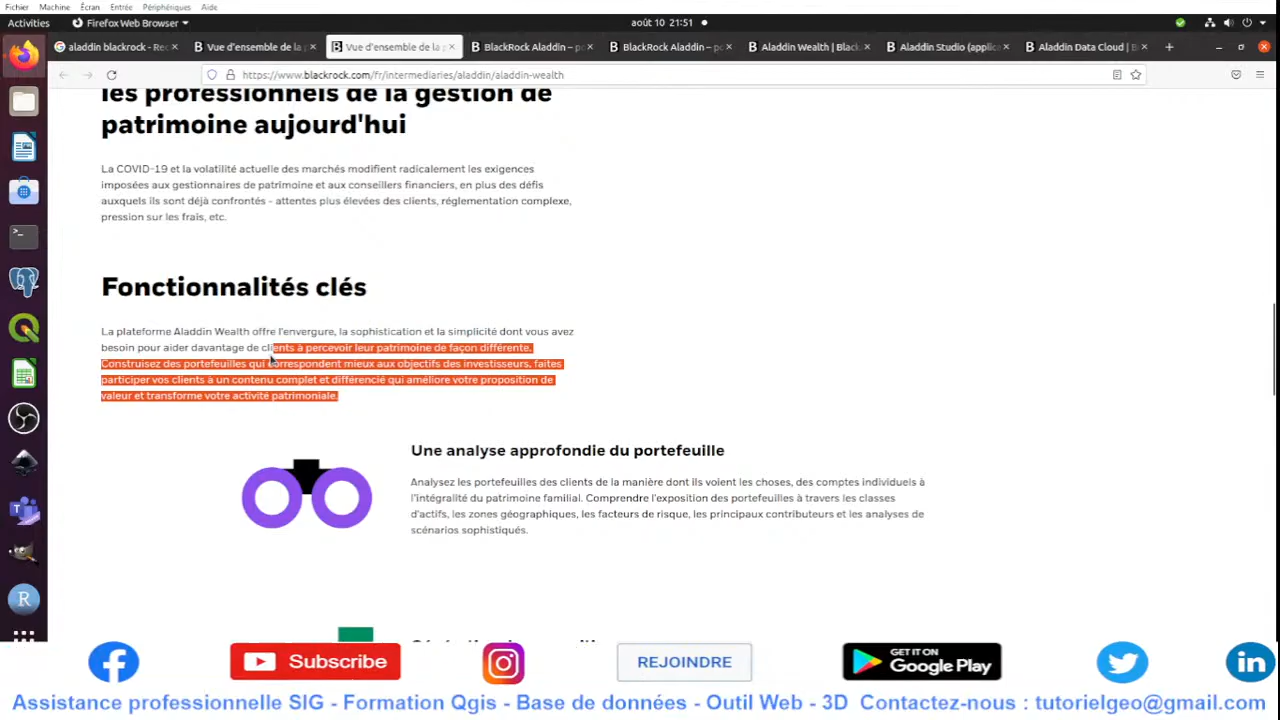 Fichier Machine Écran Entrée Périphériques Aide
Activities Firefox Web Browser août 10 21:51
aladdin blackrock - Rec Vue d'ensemble de la p Vue d'ensemble de la p BlackRock Aladdin – po BlackRock Aladdin – po Aladdin Wealth | Black Aladdin Studio (applica Aladdin Data Cloud | B
https://www.blackrock.com/fr/intermediaries/aladdin/aladdin-wealth
les professionnels de la gestion de
patrimoine aujourd'hui
La COVID-19 et la volatilité actuelle des marchés modifient radicalement les exigences
imposées aux gestionnaires de patrimoine et aux conseillers financiers, en plus des défis
auxquels ils sont déjà confrontés - attentes plus élevées des clients, réglementation complexe,
pression sur les frais, etc.
Fonctionnalités clés
La plateforme Aladdin Wealth offre l'envergure, la sophistication et la simplicité dont vous avez
besoin pour aider davantage de clients à percevoir leur patrimoine de façon différente.
Construisez des portefeuilles qui correspondent mieux aux objectifs des investisseurs, faites
participer vos clients à un contenu complet et différencié qui améliore votre proposition de
valeur et transforme votre activité patrimoniale.
Une analyse approfondie du portefeuille
Analysez les portefeuilles des clients de la manière dont ils voient les choses, des comptes individuels à
l'intégralité du patrimoine familial. Comprendre l'exposition des portefeuilles à travers les classes
d'actifs, les zones géographiques, les facteurs de risque, les principaux contributeurs et les analyses de
scénarios sophistiqués.
Subscribe
REJOINDRE
GET IT ON
Google Play
Assistance professionnelle SIG - Formation Qgis - Base de données - Outil Web - 3D Contactez-nous : tutorielgeo@gmail.com